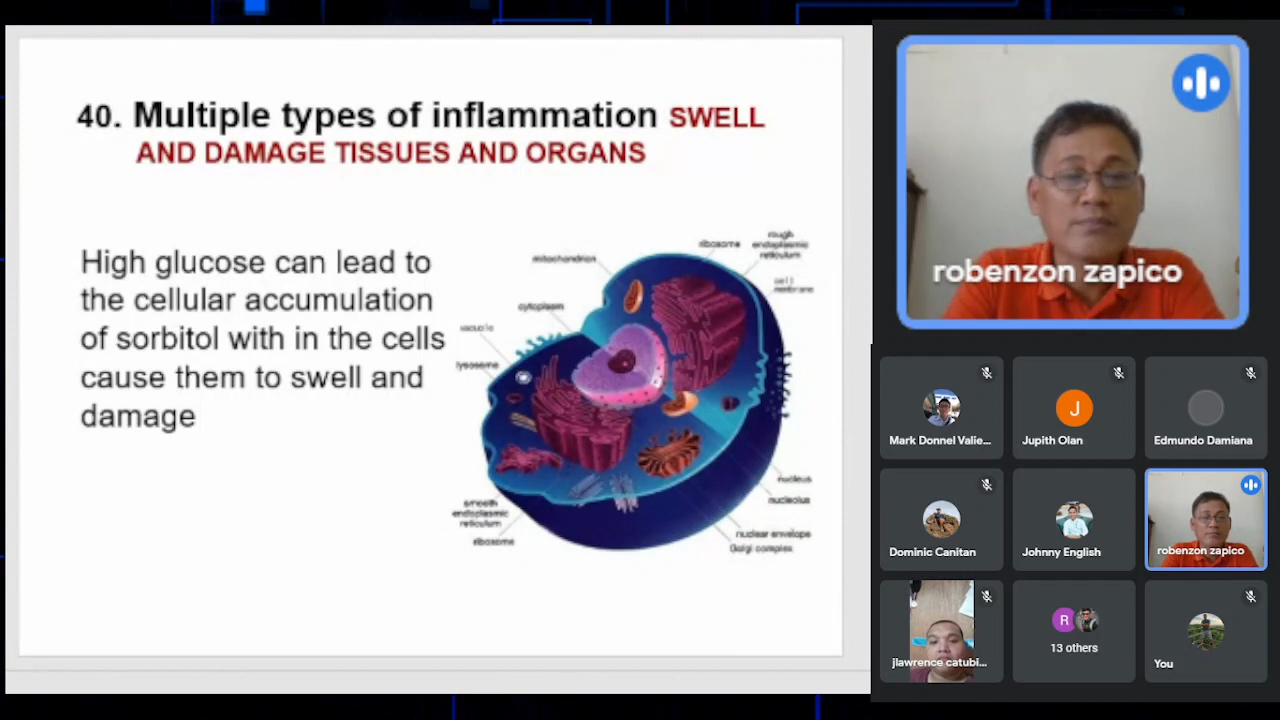 40. Multiple types of inflammation SWELL
AND DAMAGE TISSUES AND ORGANS
High glucose can lead to
the cellular accumulation
of sorbitol with in the cells
cause them to swell and
damage
ribosome
rough
endoplasmic
reticulum
mitochondrion
cell
membrane
cytoplasm
vacuole
lysosome
nucleus
nucleolus
smooth
endoplasmic
reticulum
nuclear envelope
ribosome
Golgi complex
robenzon zapico
Mark Donnel Valie...
J
Jupith Olan
Edmundo Damiana
Dominic Canitan
Johnny English
robenzon zapico
jlawrence catubi...
R
13 others
You